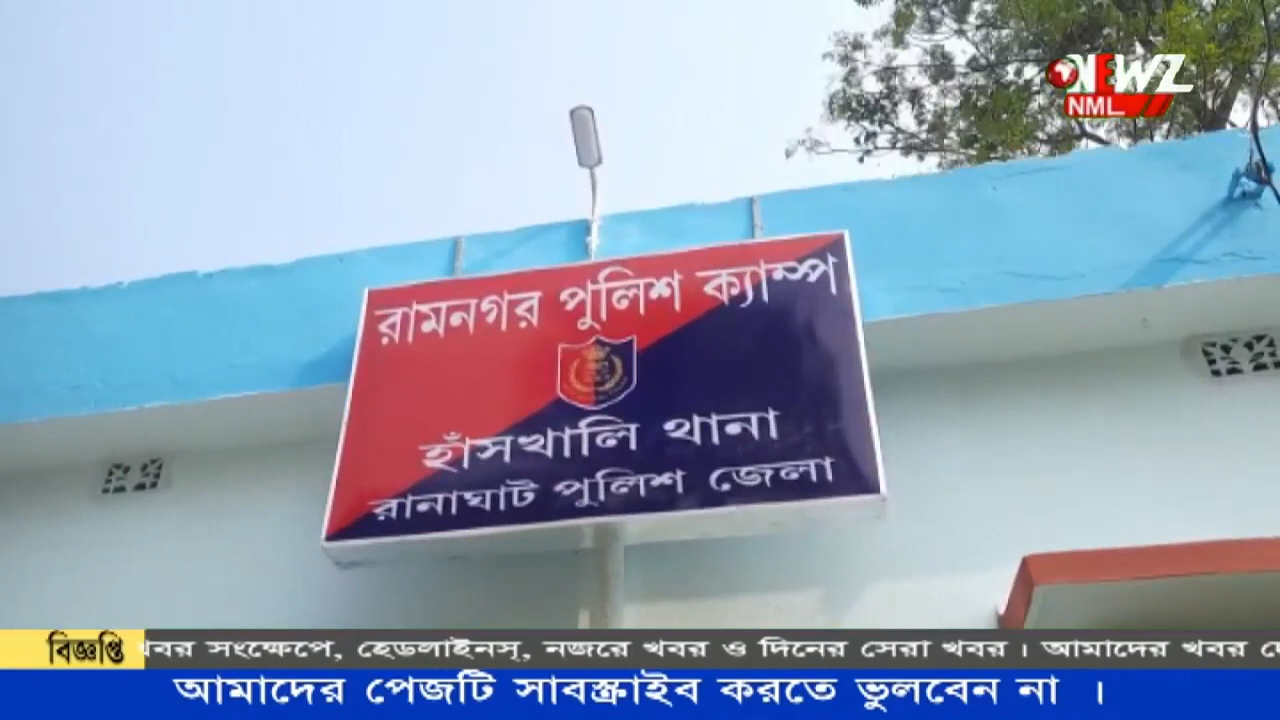 NEWZ
NML
রামনগর পুলিশ ক্যাম্প
হাঁসখালি থানা
রানাঘাট পুলিশ জেলা
বিজ্ঞপ্তি
খবর সংক্ষেপে, হেডলাইনস্, নজরে খবর ও দিনের সেরা খবর । আমাদের খবর
আমাদের পেজটি সাবস্ক্রাইব করতে ভুলবেন না ।